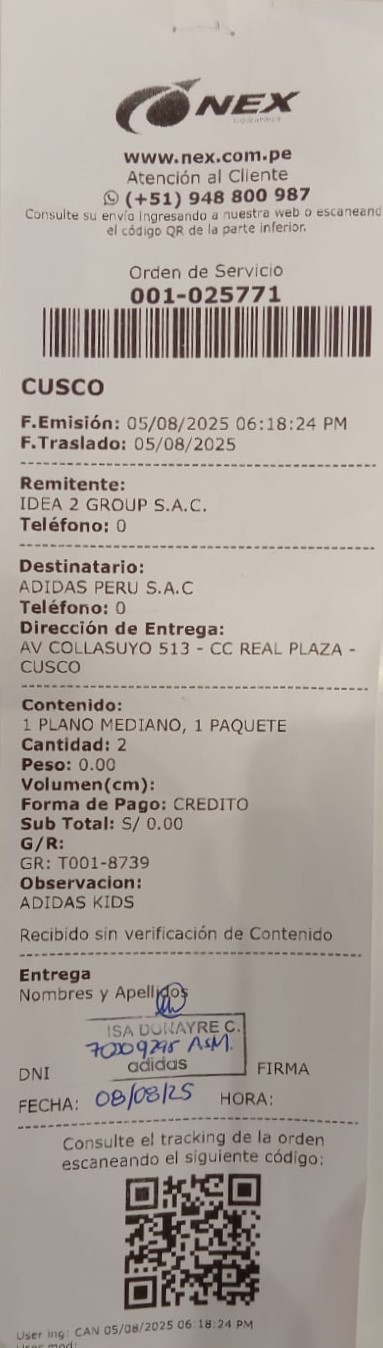 NEX
www.nex.com.pe
Atención al Cliente
(+51) 948 800 987
Consulte su envío ingresando a nuestra web o escaneand
el código QR de la parte inferior.
Orden de Servicio
001-025771
CUSCO
F.Emisión: 05/08/2025 06:18:24 PM
F.Traslado: 05/08/2025
Remitente:
IDEA 2 GROUP S.A.C.
Teléfono: 0
Destinatario:
ADIDAS PERU S.A.C
Teléfono: 0
Dirección de Entrega:
AV COLLASUYO 513 - CC REAL PLAZA -
CUSCO
Contenido:
1 PLANO MEDIANO, 1 PAQUETE
Cantidad: 2
Peso: 0.00
Volumen(cm):
Forma de Pago: CREDITO
Sub Total: S/ 0.00
G/R:
GR: T001-8739
Observacion:
ADIDAS KIDS
Recibido sin verificación de Contenido
Entrega
Nombres y Apellidos
ISA DONAYRE C.
70009295 ASM.
adidas
DNI FIRMA
FECHA: 08/08/25 HORA:
Consulte el tracking de la orden
escaneando el siguiente código:
User ing: CAN 05/08/2025 06:18:24 PM
User mod: